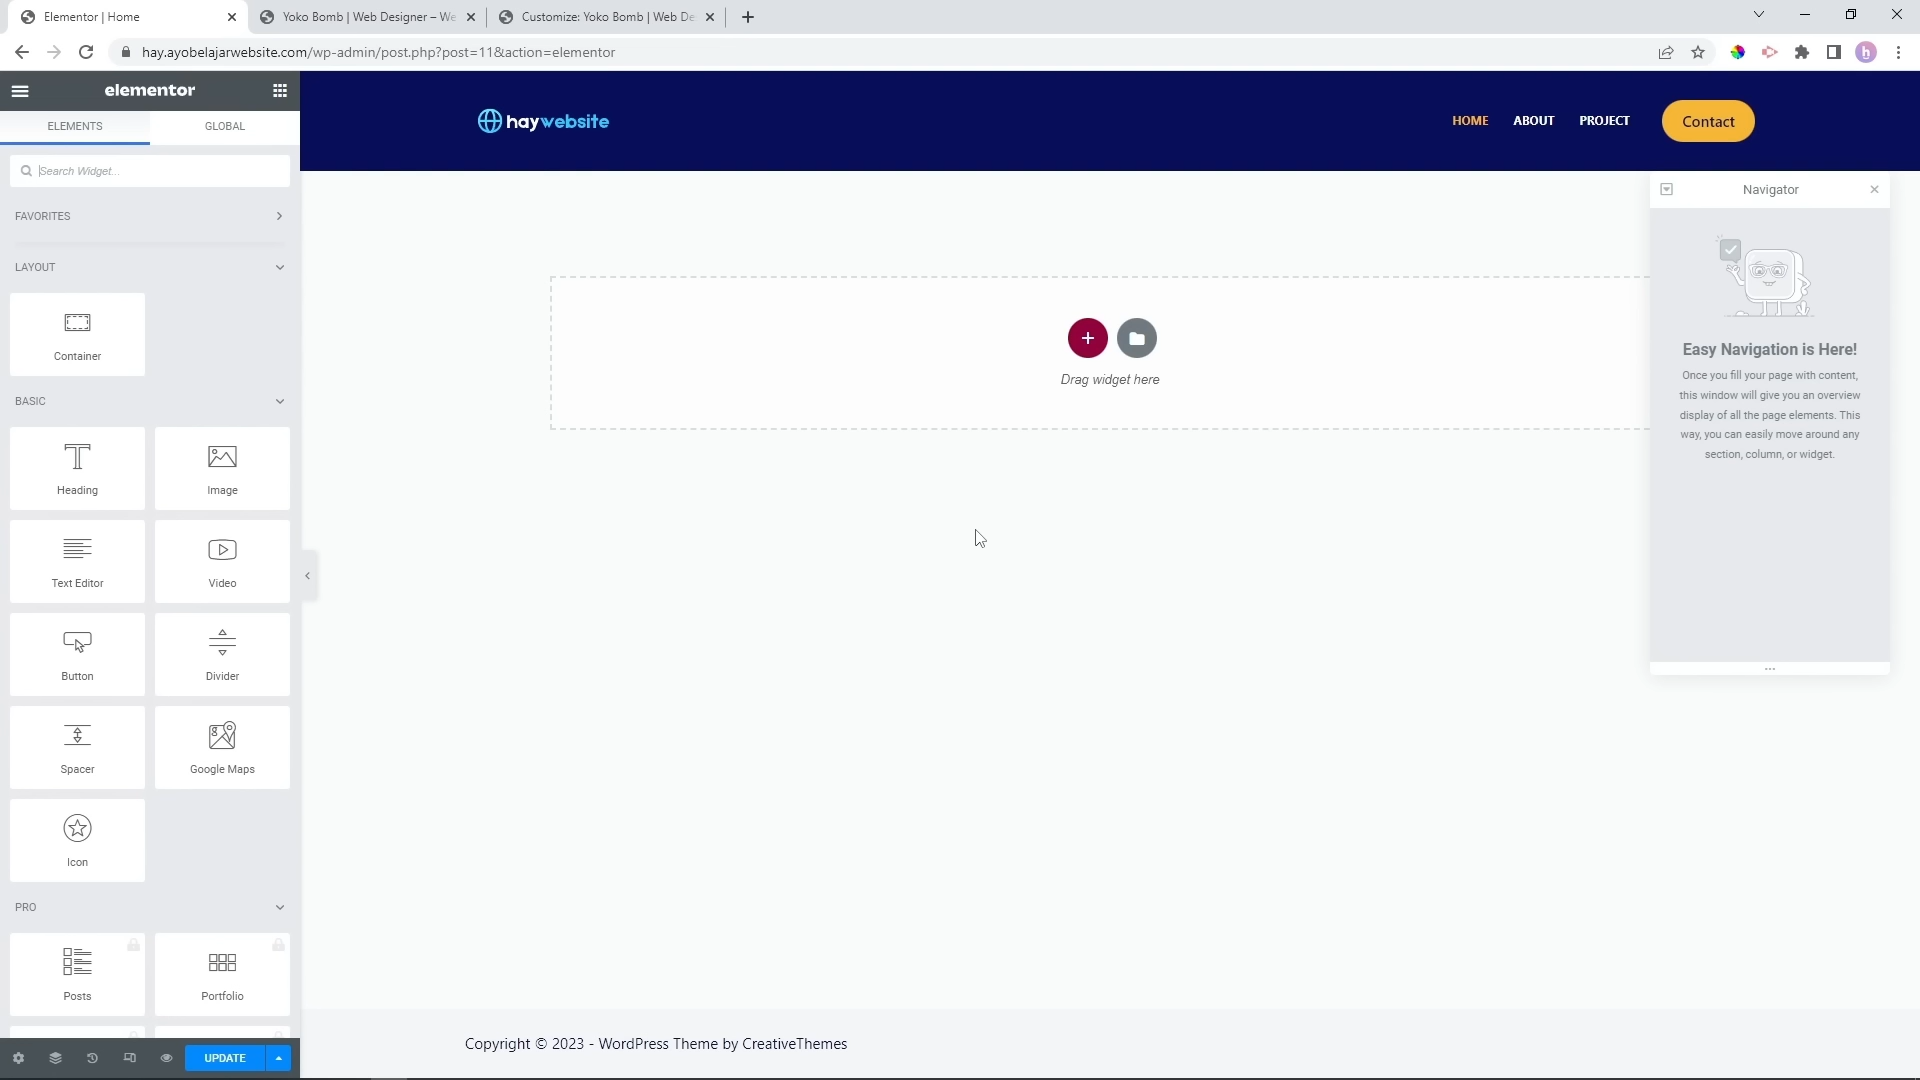 Elementor | Home
Yoko Bomb | Web Designer – We
Customize: Yoko Bomb | Web De
hay.ayobelajarwebsite.com/wp-admin/post.php?post=11&action=elementor
h
elementor
ELEMENTS
GLOBAL
Search Widget...
FAVORITES
LAYOUT
Container
BASIC
Heading
Image
Text Editor
Video
Button
Divider
Spacer
Google Maps
Icon
PRO
Posts
Portfolio
UPDATE
haywebsite
HOME
ABOUT
PROJECT
Contact
Drag widget here
Navigator
Easy Navigation is Here!
Once you fill your page with content,
this window will give you an overview
display of all the page elements. This
way, you can easily move around any
section, column, or widget.
Copyright © 2023 - WordPress Theme by CreativeThemes